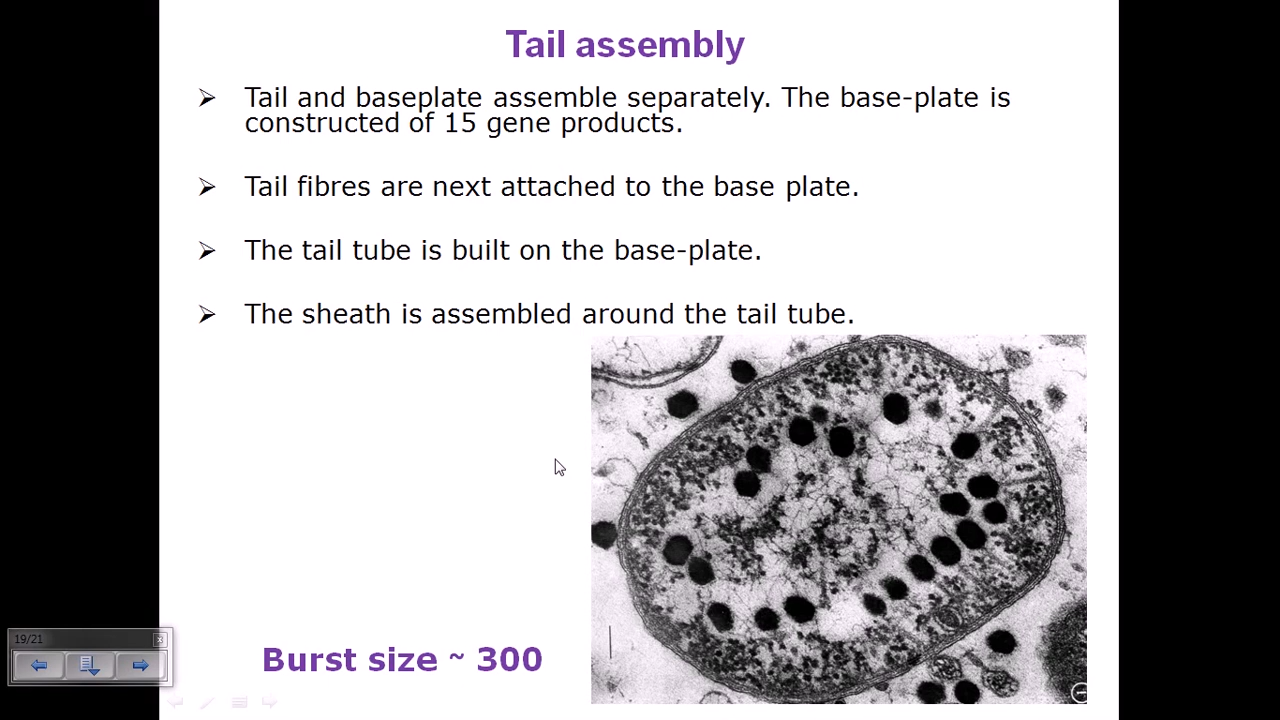 Tail assembly
Tail and baseplate assemble separately. The base-plate is
constructed of 15 gene products.
Tail fibres are next attached to the base plate.
The tail tube is built on the base-plate.
The sheath is assembled around the tail tube.
19/21
Burst size ~ 300